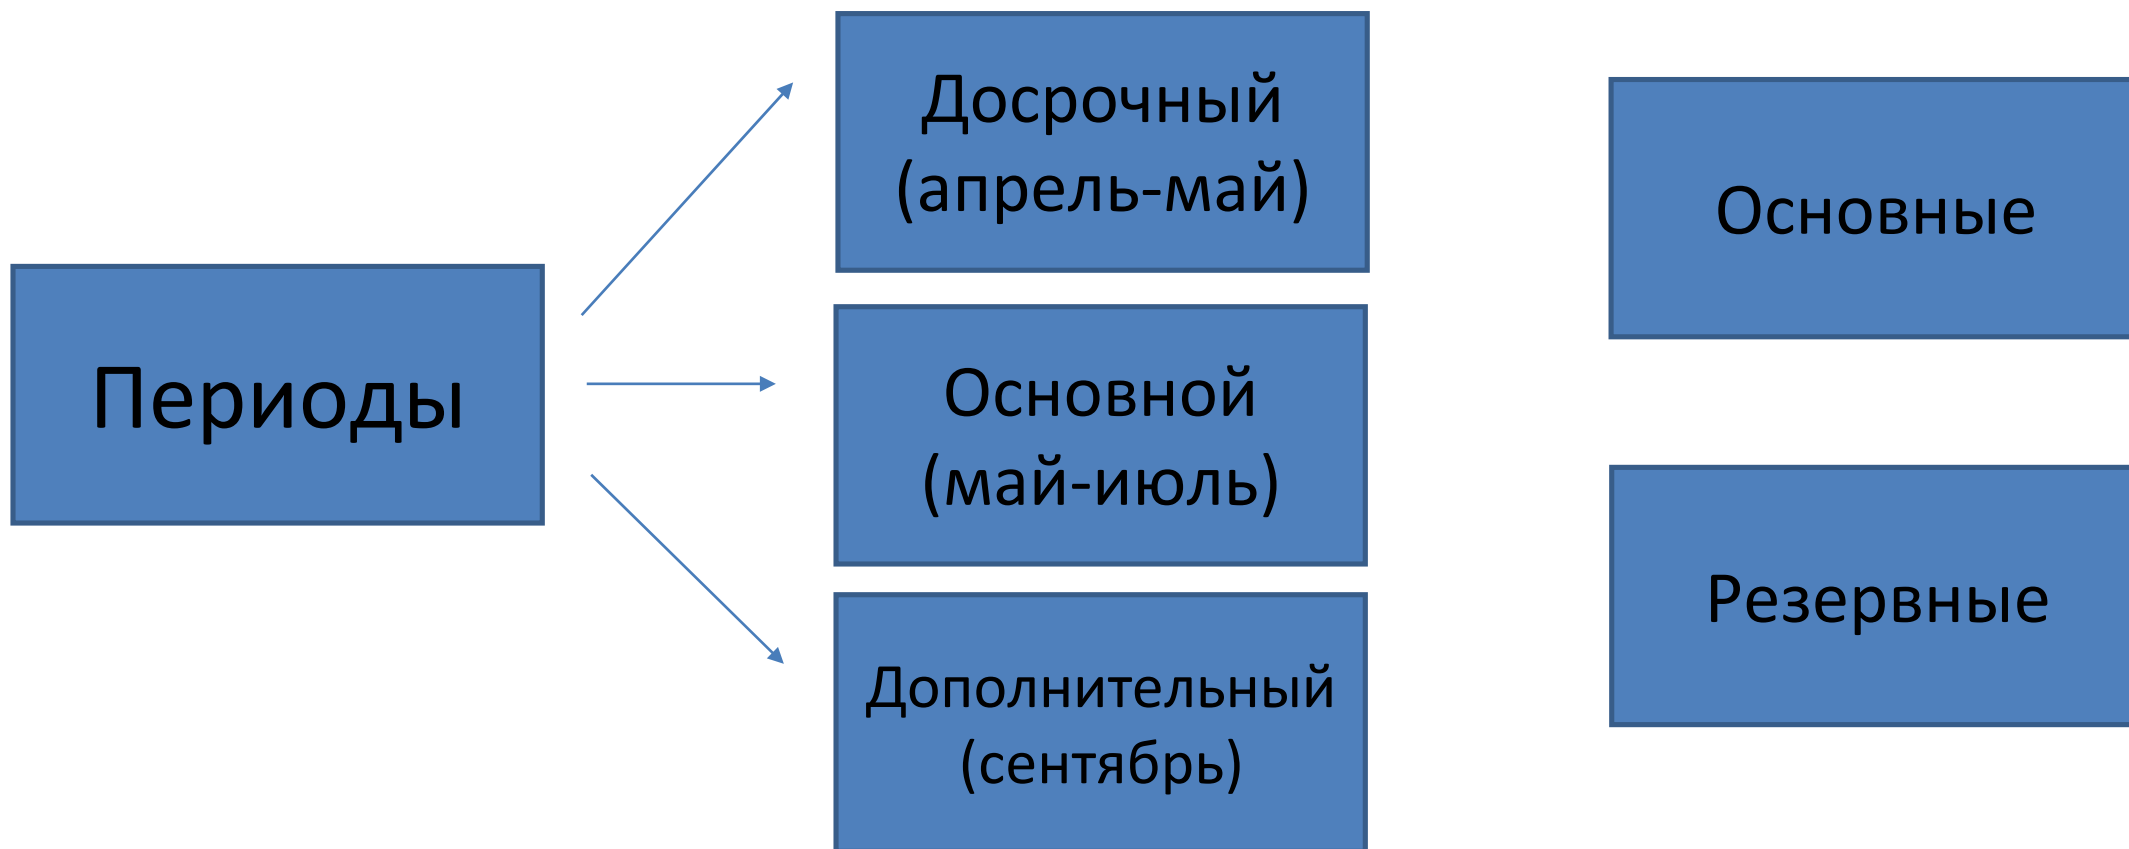 Периоды
Досрочный
(апрель-май)
Основной
(май-июль)
Дополнительный
(сентябрь)
Основные
Резервные